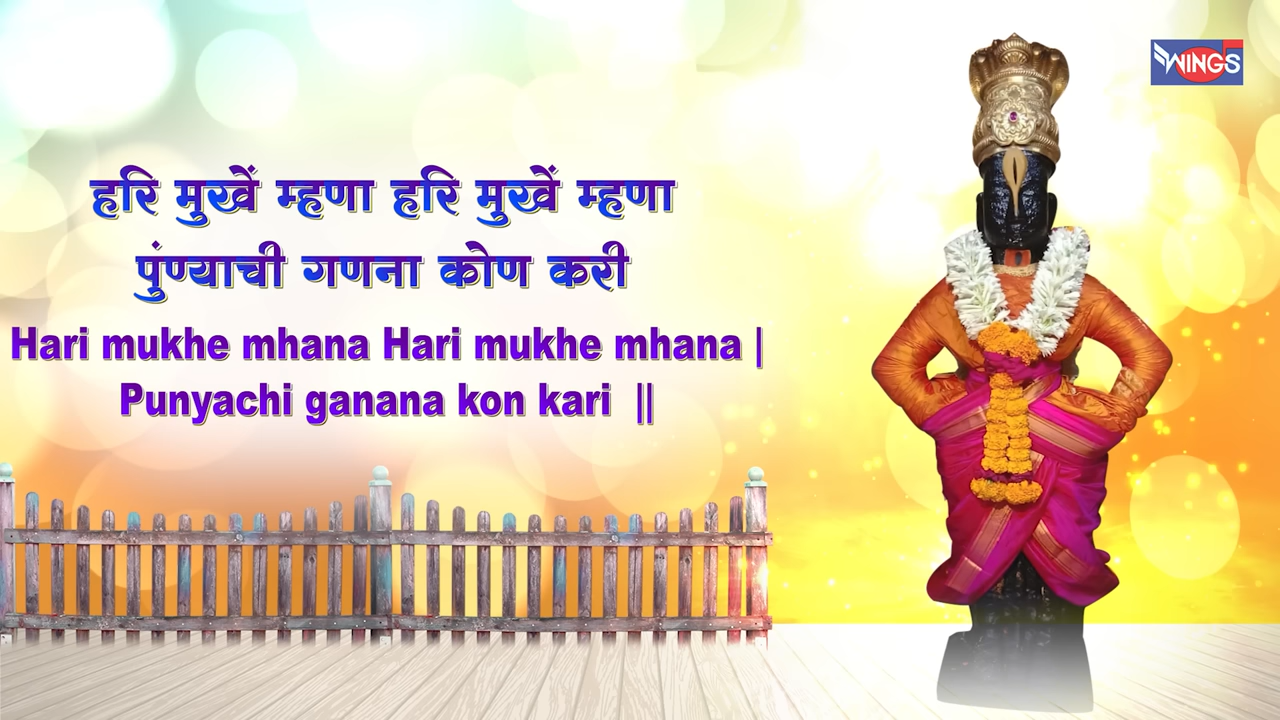 हरि मुखें म्हणा हरि मुखें म्हणा
पुंण्याची गणना कोण करी
Hari mukhe mhana Hari mukhe mhana |
Punyachi ganana kon kari ||
WINGS